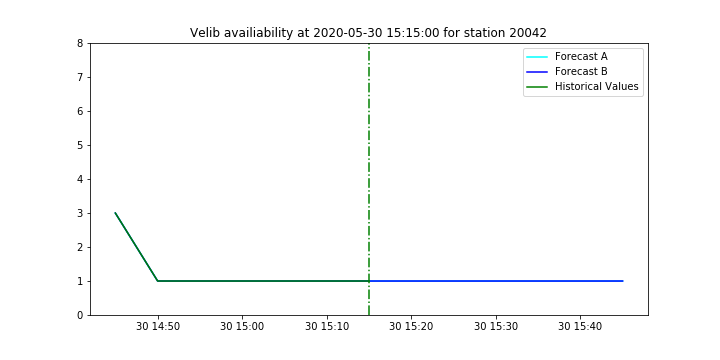 Velib availiability at 2020-05-30 15:15:00 for station 20042
8
7
6
5
4
3
2
1
0
Forecast A
Forecast B
Historical Values
30 14:50 30 15:00 30 15:10 30 15:20 30 15:30 30 15:40